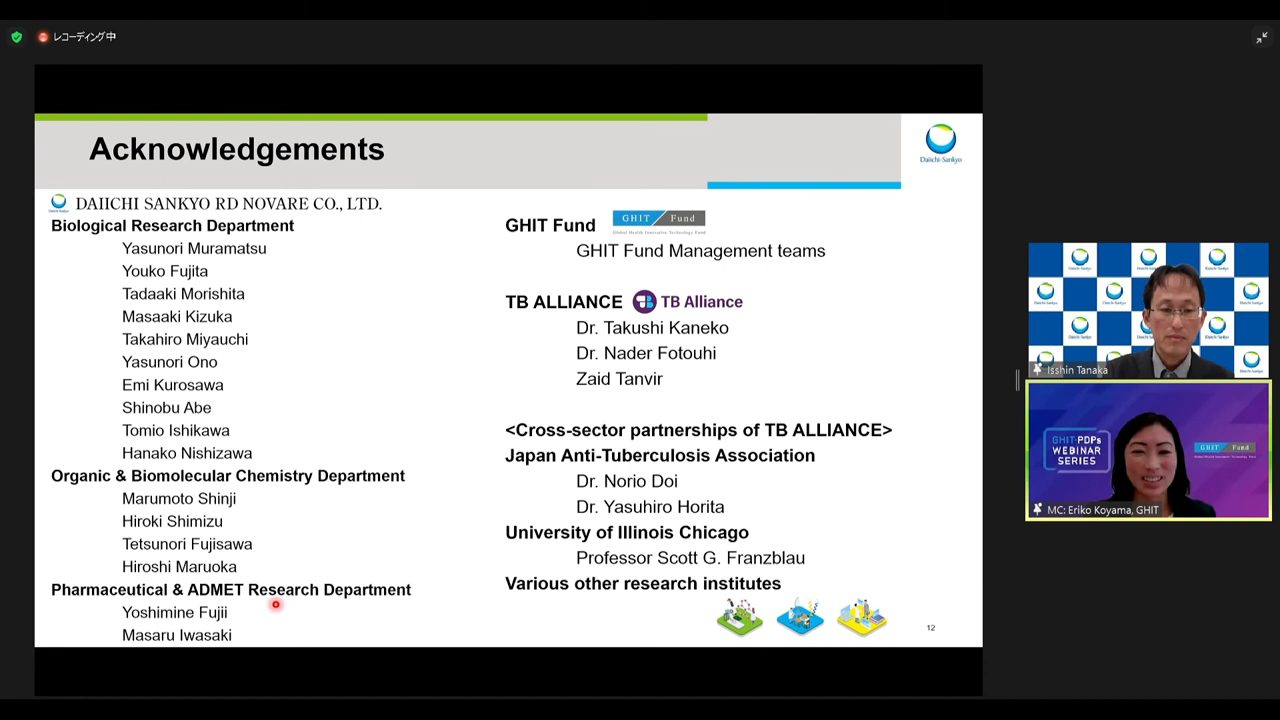 レコーディング中
Acknowledgements
Daiichi-Sankyo
DAIICHI SANKYO RD NOVARE CO., LTD.
Biological Research Department
Yasunori Muramatsu
Youko Fujita
Tadaaki Morishita
Masaaki Kizuka
Takahiro Miyauchi
Yasunori Ono
Emi Kurosawa
Shinobu Abe
Tomio Ishikawa
Hanako Nishizawa
Organic & Biomolecular Chemistry Department
Marumoto Shinji
Hiroki Shimizu
Tetsunori Fujisawa
Hiroshi Maruoka
Pharmaceutical & ADMET Research Department
Yoshimine Fujii
Masaru Iwasaki
GHIT Fund GHIT Fund
Global Health Innovative Technology Fund
GHIT Fund Management teams
TB ALLIANCE TB Alliance
Dr. Takushi Kaneko
Dr. Nader Fotouhi
Zaid Tanvir
<Cross-sector partnerships of TB ALLIANCE>
Japan Anti-Tuberculosis Association
Dr. Norio Doi
Dr. Yasuhiro Horita
University of Illinois Chicago
Professor Scott G. Franzblau
Various other research institutes
12
Isshin Tanaka
GHIT·PDPs
WEBINAR
SERIES
GHIT Fund
MC: Eriko Koyama, GHIT